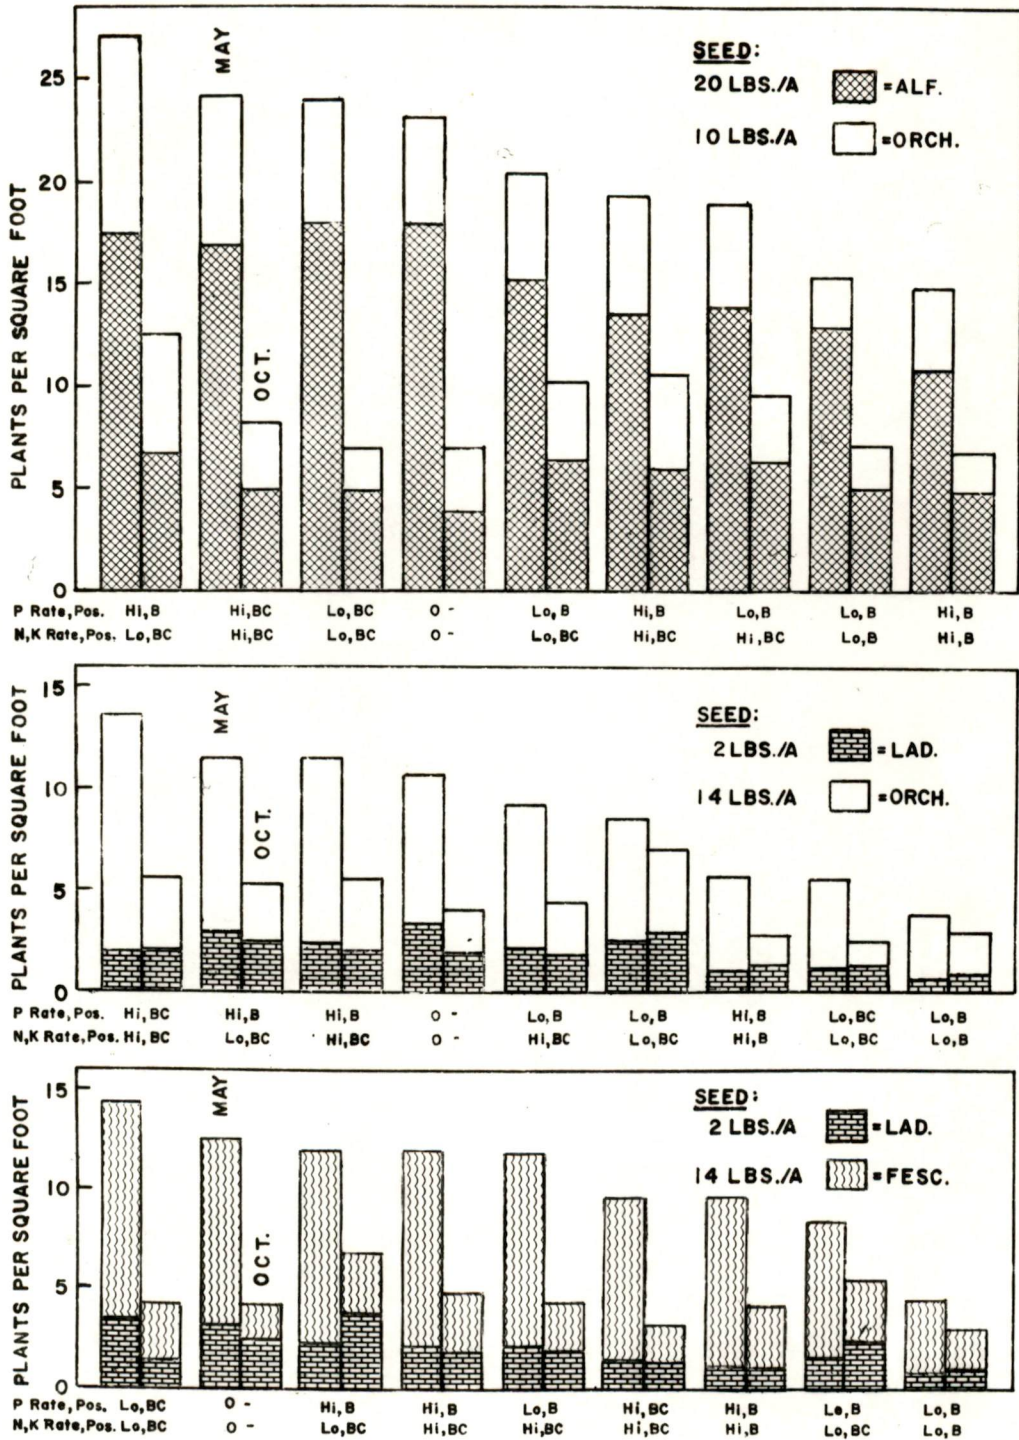 PLANTS PER SQUARE FOOT
25
20
15
10
5
0
MAY
OCT.
SEED:
20 LBS./A =ALF.
10 LBS./A =ORCH.
P Rate,Pos. Hi,B Hi,BC Lo,BC O - Lo,B Hi,B Lo,B Lo,B Hi,B
N,K Rate,Pos. Lo,BC Hi,BC Lo,BC O - Lo,BC Hi,BC Hi,BC Lo,B Hi,B
PLANTS PER SQUARE FOOT
15
10
5
0
MAY
OCT.
SEED:
2 LBS./A =LAD.
14 LBS./A =ORCH.
P Rate,Pos. Hi,BC Hi,B Hi,B O - Lo,B Lo,B Hi,B Lo,BC Lo,B
N,K Rate,Pos. Hi,BC Lo,BC Hi,BC O - Hi,BC Lo,BC Hi,B Lo,BC Lo,B
PLANTS PER SQUARE FOOT
15
10
5
0
MAY
OCT.
SEED:
2 LBS./A =LAD.
14 LBS./A =FESC.
P Rate,Pos. Lo,BC O - Hi,B Hi,B Lo,B Hi,BC Hi,B Lo,B Lo,B
N,K Rate,Pos. Lo,BC O - Lo,BC Hi,BC Hi,BC Hi,BC Hi,B Lo,BC Lo,B